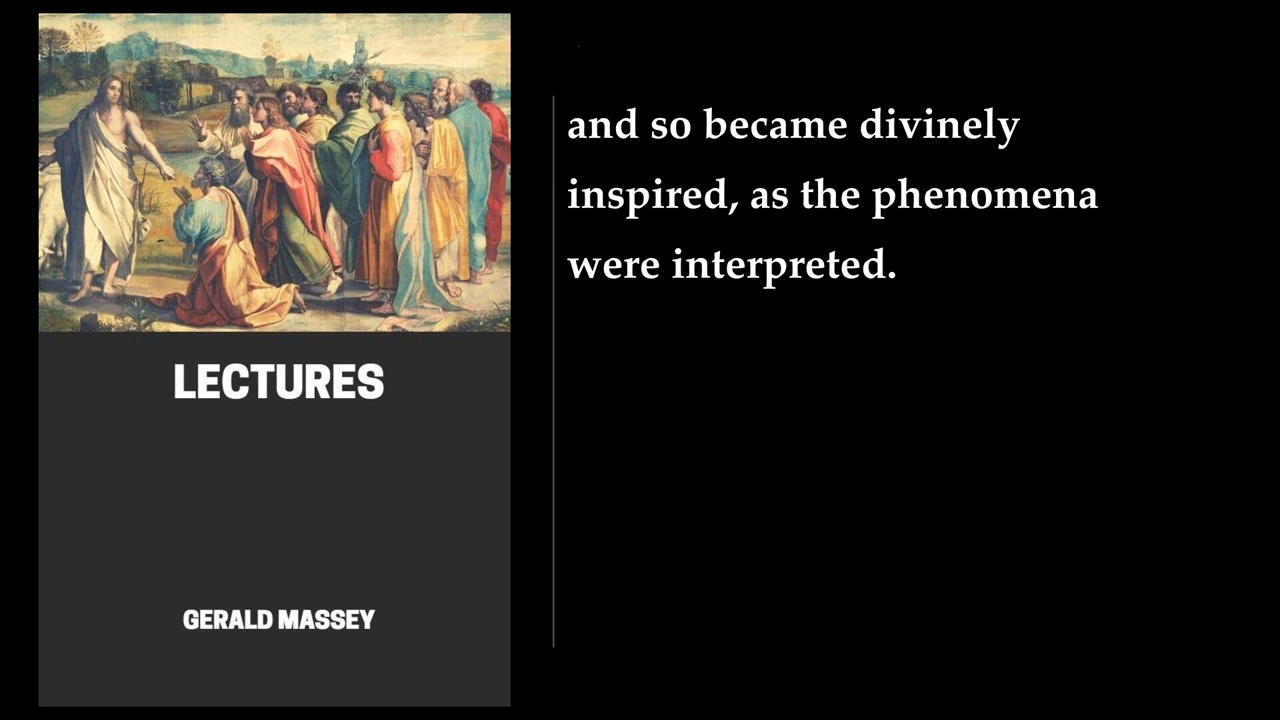 LECTURES
GERALD MASSEY
and so became divinely
inspired, as the phenomena
were interpreted.